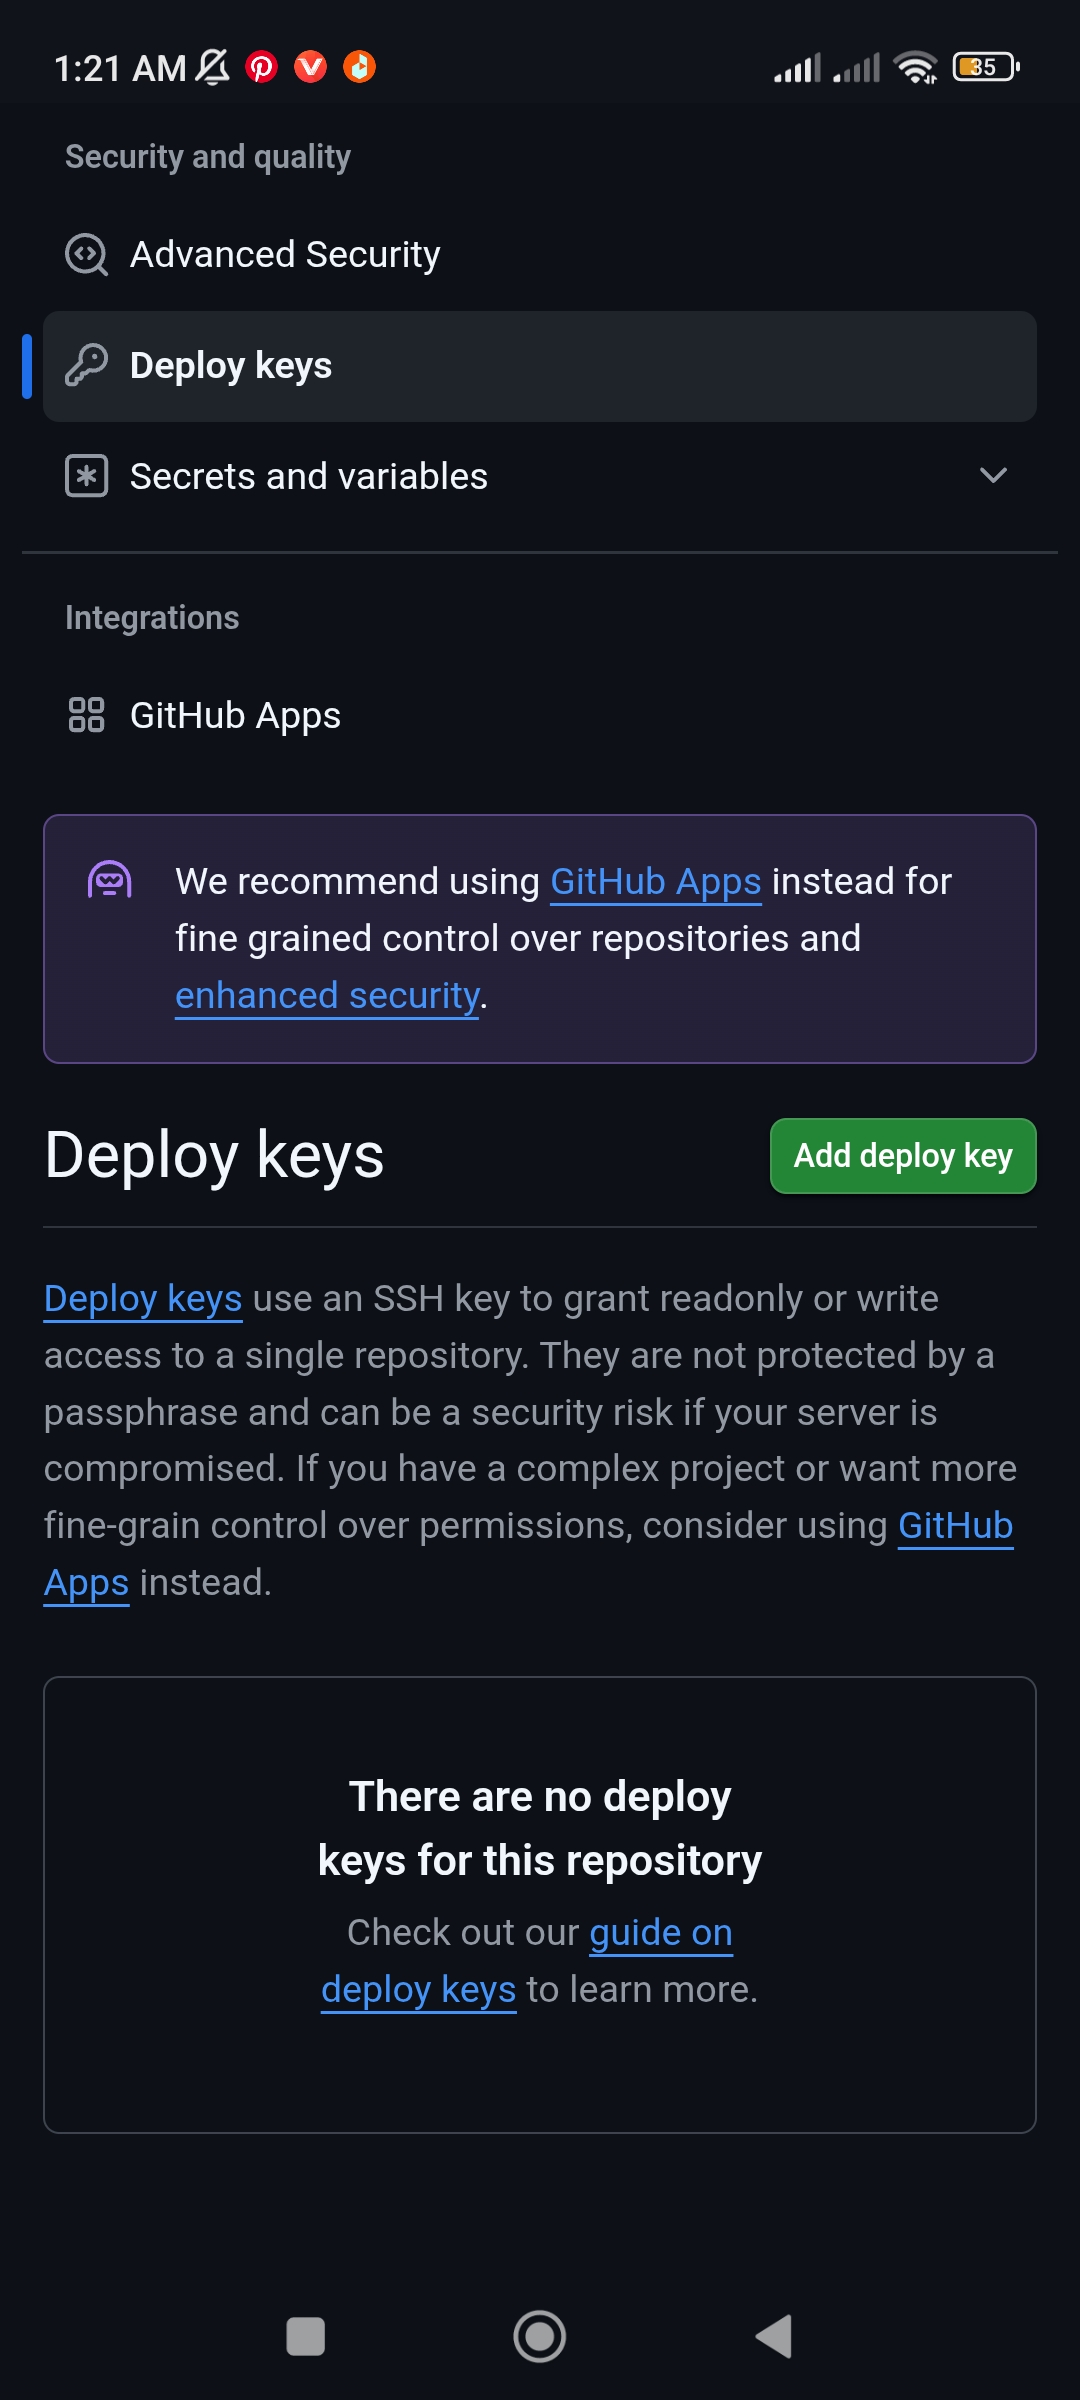 1:21 AM
35
Security and quality
Advanced Security
Deploy keys
Secrets and variables
Integrations
GitHub Apps
We recommend using GitHub Apps instead for
fine grained control over repositories and
enhanced security.
Deploy keys
Add deploy key
Deploy keys use an SSH key to grant readonly or write
access to a single repository. They are not protected by a
passphrase and can be a security risk if your server is
compromised. If you have a complex project or want more
fine-grain control over permissions, consider using GitHub
Apps instead.
There are no deploy
keys for this repository
Check out our guide on
deploy keys to learn more.